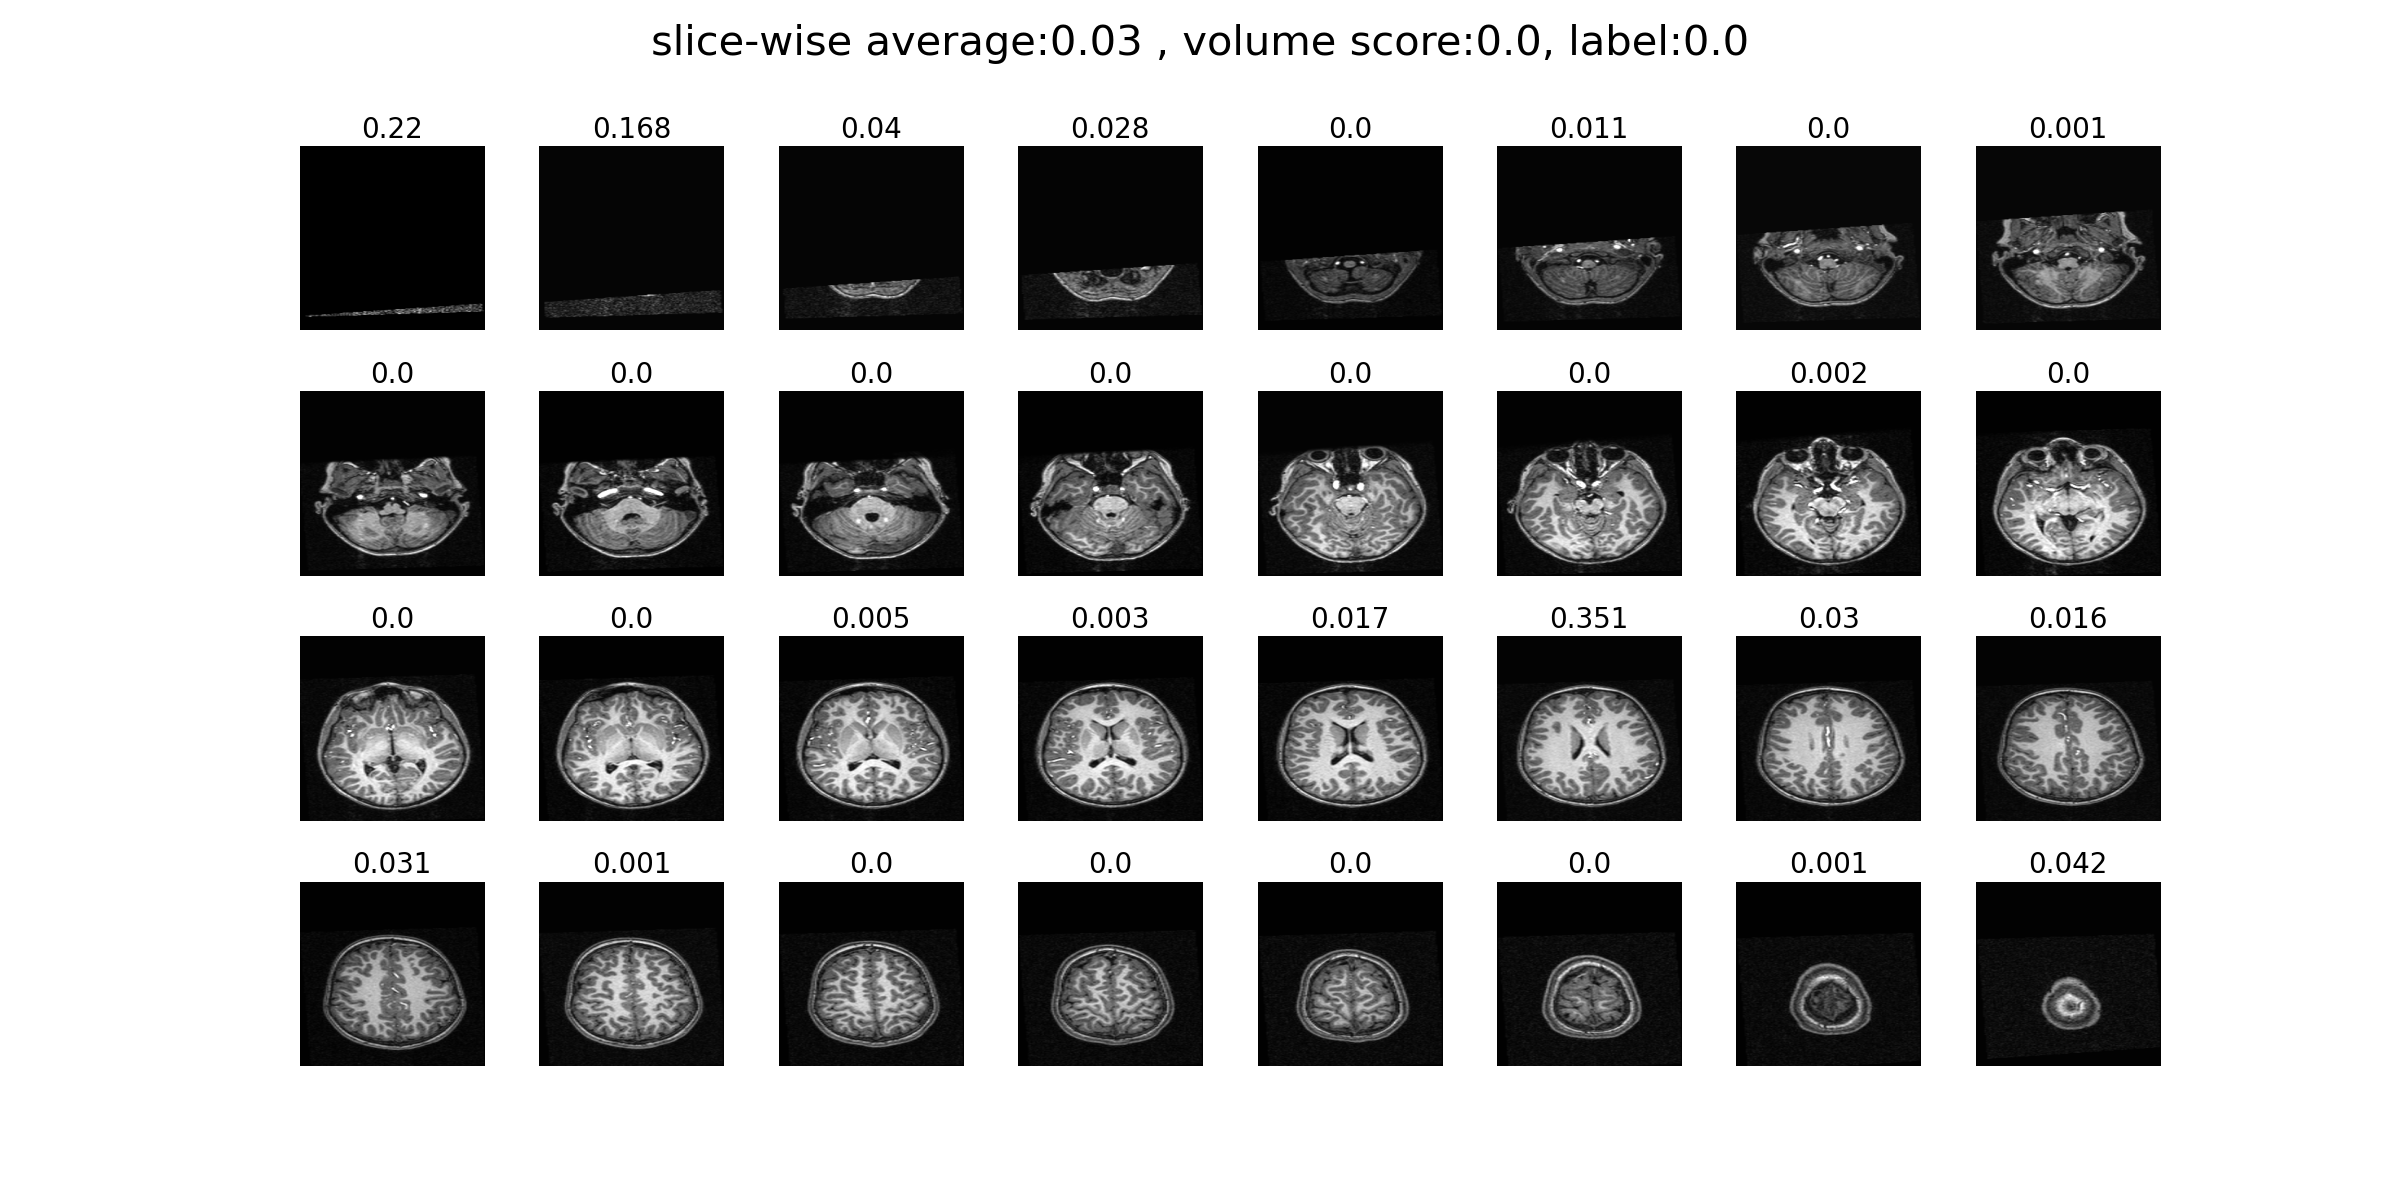 slice-wise average:0.03 , volume score:0.0, label:0.0
0.22 0.168 0.04 0.028 0.0 0.011 0.0 0.001
0.0 0.0 0.0 0.0 0.0 0.0 0.002 0.0
0.0 0.0 0.005 0.003 0.017 0.351 0.03 0.016
0.031 0.001 0.0 0.0 0.0 0.0 0.001 0.042